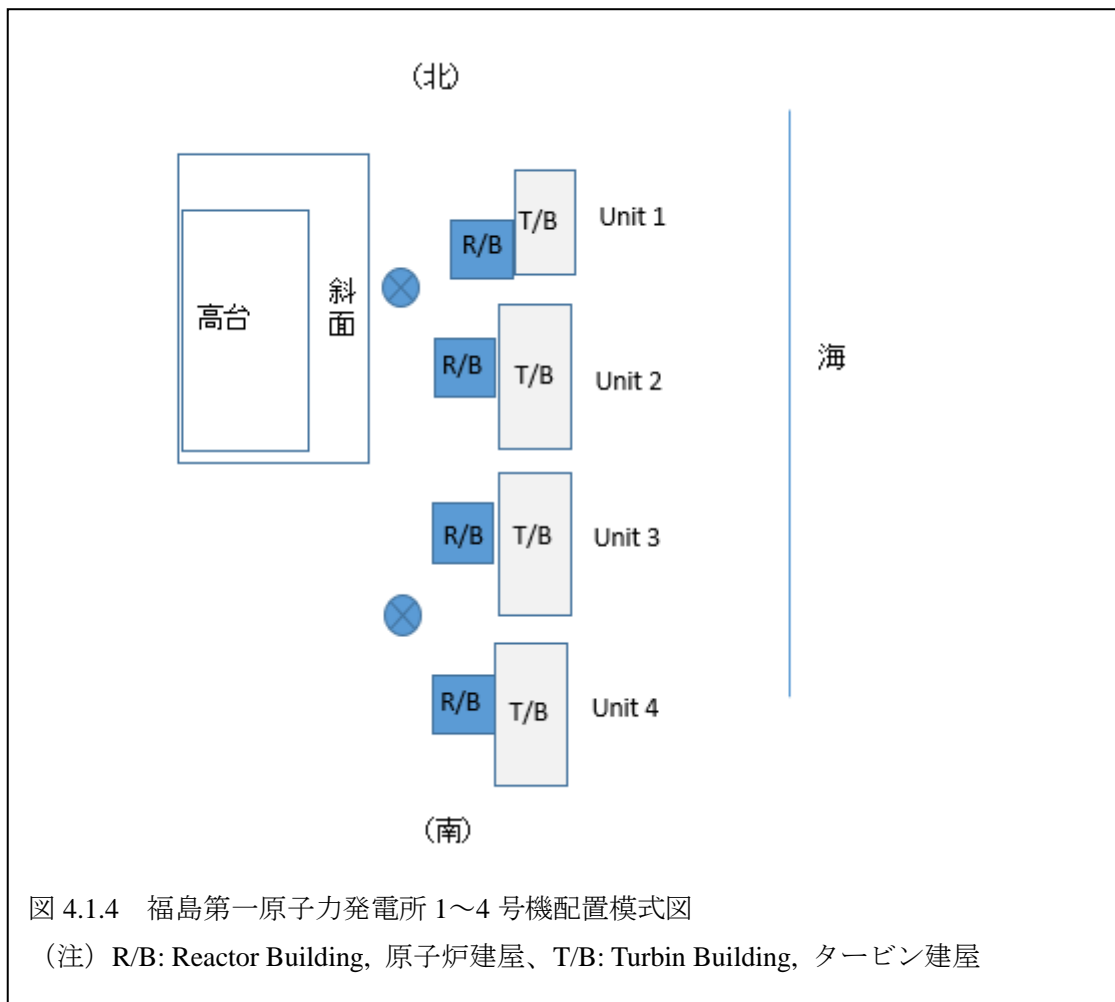 (北)
T/B
Unit 1
R/B
斜面
高台
R/B
T/B
Unit 2
海
R/B
T/B
Unit 3
R/B
T/B
Unit 4
(南)
図 4.1.4 福島第一原子力発電所 1～4 号機配置模式図
（注）R/B: Reactor Building, 原子炉建屋、T/B: Turbin Building, タービン建屋